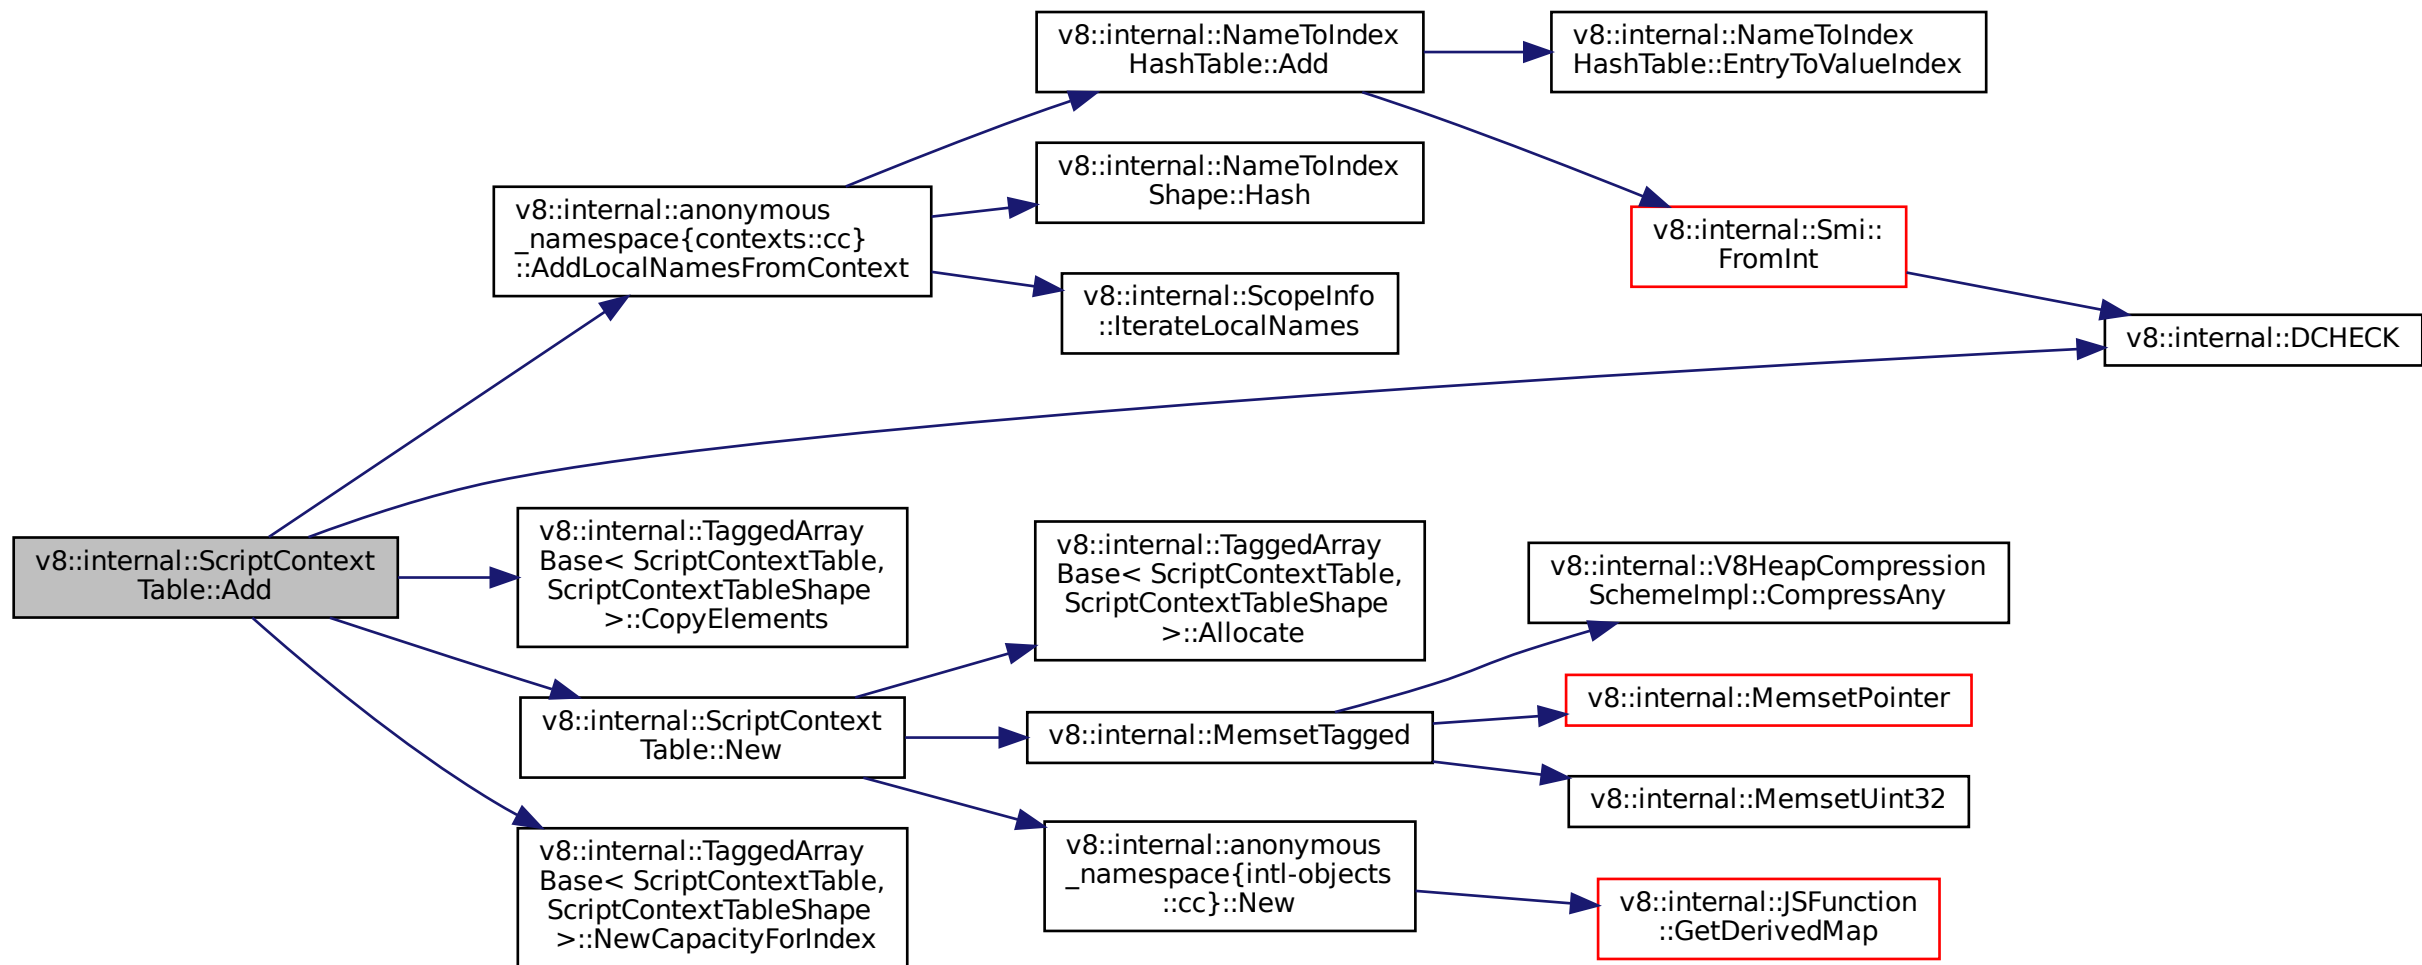 v8::internal::ScriptContext
Table::Add
v8::internal::anonymous
_namespace{contexts::cc}
::AddLocalNamesFromContext
v8::internal::NameToIndex
HashTable::Add
v8::internal::NameToIndex
HashTable::EntryToValueIndex
v8::internal::Smi::
FromInt
v8::internal::DCHECK
v8::internal::NameToIndex
Shape::Hash
v8::internal::ScopeInfo
::IterateLocalNames
v8::internal::TaggedArray
Base< ScriptContextTable,
ScriptContextTableShape
>::CopyElements
v8::internal::ScriptContext
Table::New
v8::internal::TaggedArray
Base< ScriptContextTable,
ScriptContextTableShape
>::Allocate
v8::internal::MemsetTagged
v8::internal::V8HeapCompression
SchemeImpl::CompressAny
v8::internal::MemsetPointer
v8::internal::MemsetUint32
v8::internal::anonymous
_namespace{intl-objects
::cc}::New
v8::internal::JSFunction
::GetDerivedMap
v8::internal::TaggedArray
Base< ScriptContextTable,
ScriptContextTableShape
>::NewCapacityForIndex